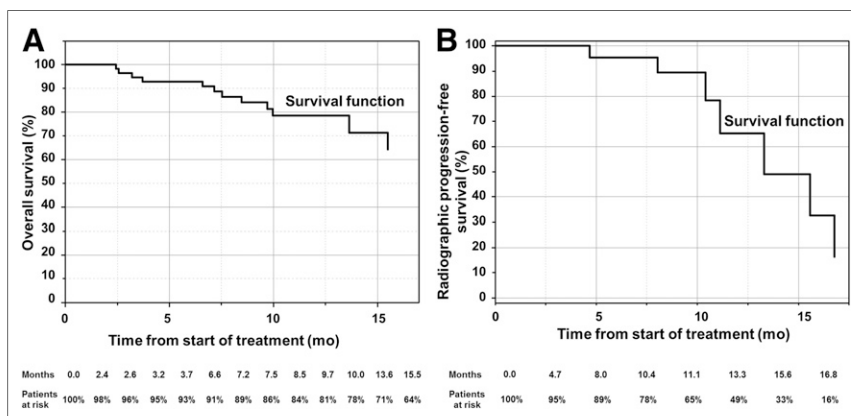 A
100
90
80
70
60
50
40
30
20
10
0
Overall survival (%)
Survival function
0 5 10 15
Time from start of treatment (mo)
Months 0.0 2.4 2.6 3.2 3.7 6.6 7.2 7.5 8.5 9.7 10.0 13.6 15.5
Patients
at risk 100% 98% 96% 95% 93% 91% 89% 86% 84% 81% 78% 71% 64%
B
100
90
80
70
60
50
40
30
20
10
0
Radiographic progression-free
survival (%)
Survival function
0 5 10 15
Time from start of treatment (mo)
Months 0.0 4.7 8.0 10.4 11.1 13.3 15.6 16.8
Patients
at risk 100% 95% 89% 78% 65% 49% 33% 16%